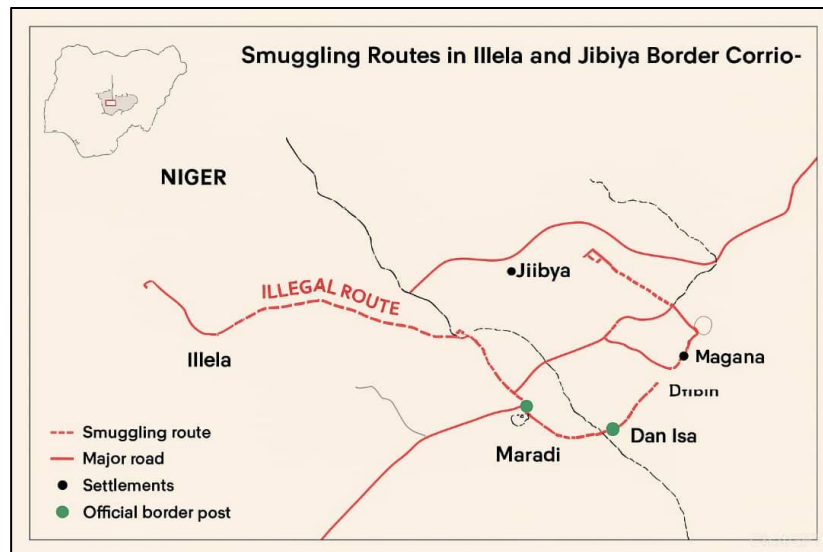 Smuggling Routes in Illela and Jibiya Border Corrio-
NIGER
Jiibya
ILLEGAL ROUTE
Illela
Magana
Dan Isa
Maradi
Smuggling route
Major road
Settlements
Official border post